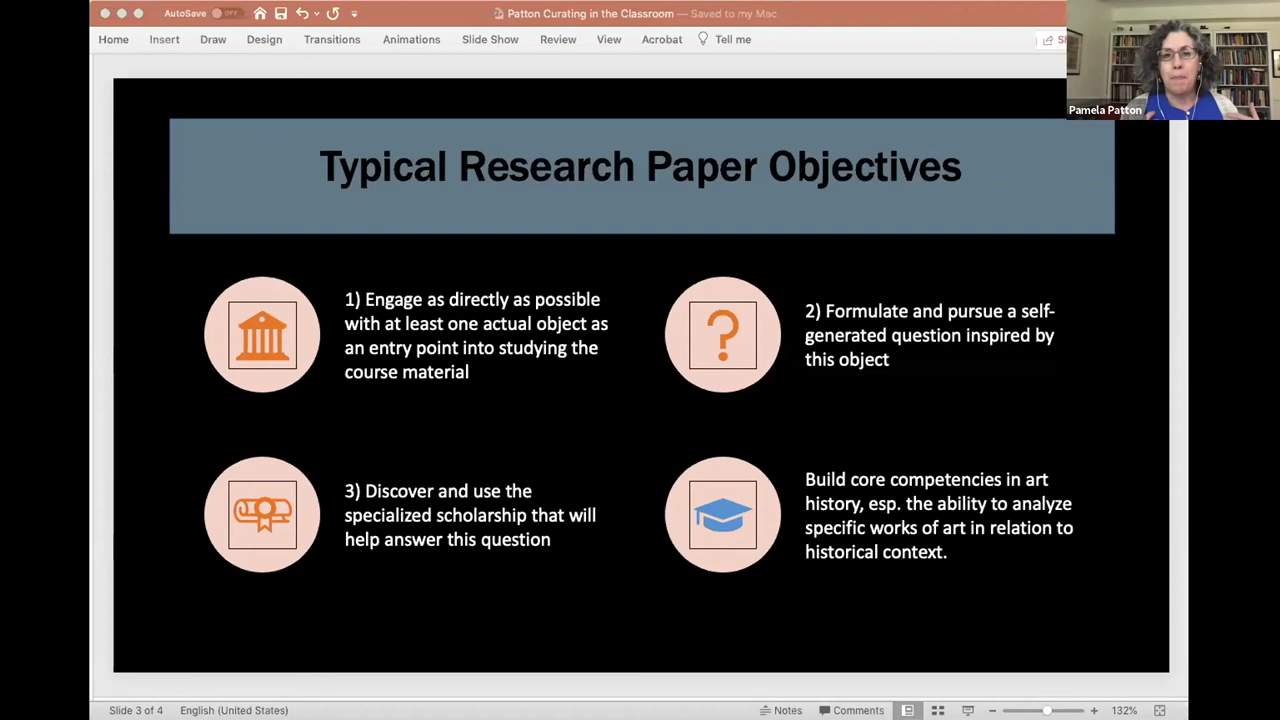 AutoSave OFF
Patton Curating in the Classroom — Saved to my Mac
Home Insert Draw Design Transitions Animations Slide Show Review View Acrobat Tell me
Pamela Patton
Typical Research Paper Objectives
1) Engage as directly as possible
with at least one actual object as
an entry point into studying the
course material
2) Formulate and pursue a self-
generated question inspired by
this object
3) Discover and use the
specialized scholarship that will
help answer this question
Build core competencies in art
history, esp. the ability to analyze
specific works of art in relation to
historical context.
Slide 3 of 4 English (United States) Notes Comments 132%